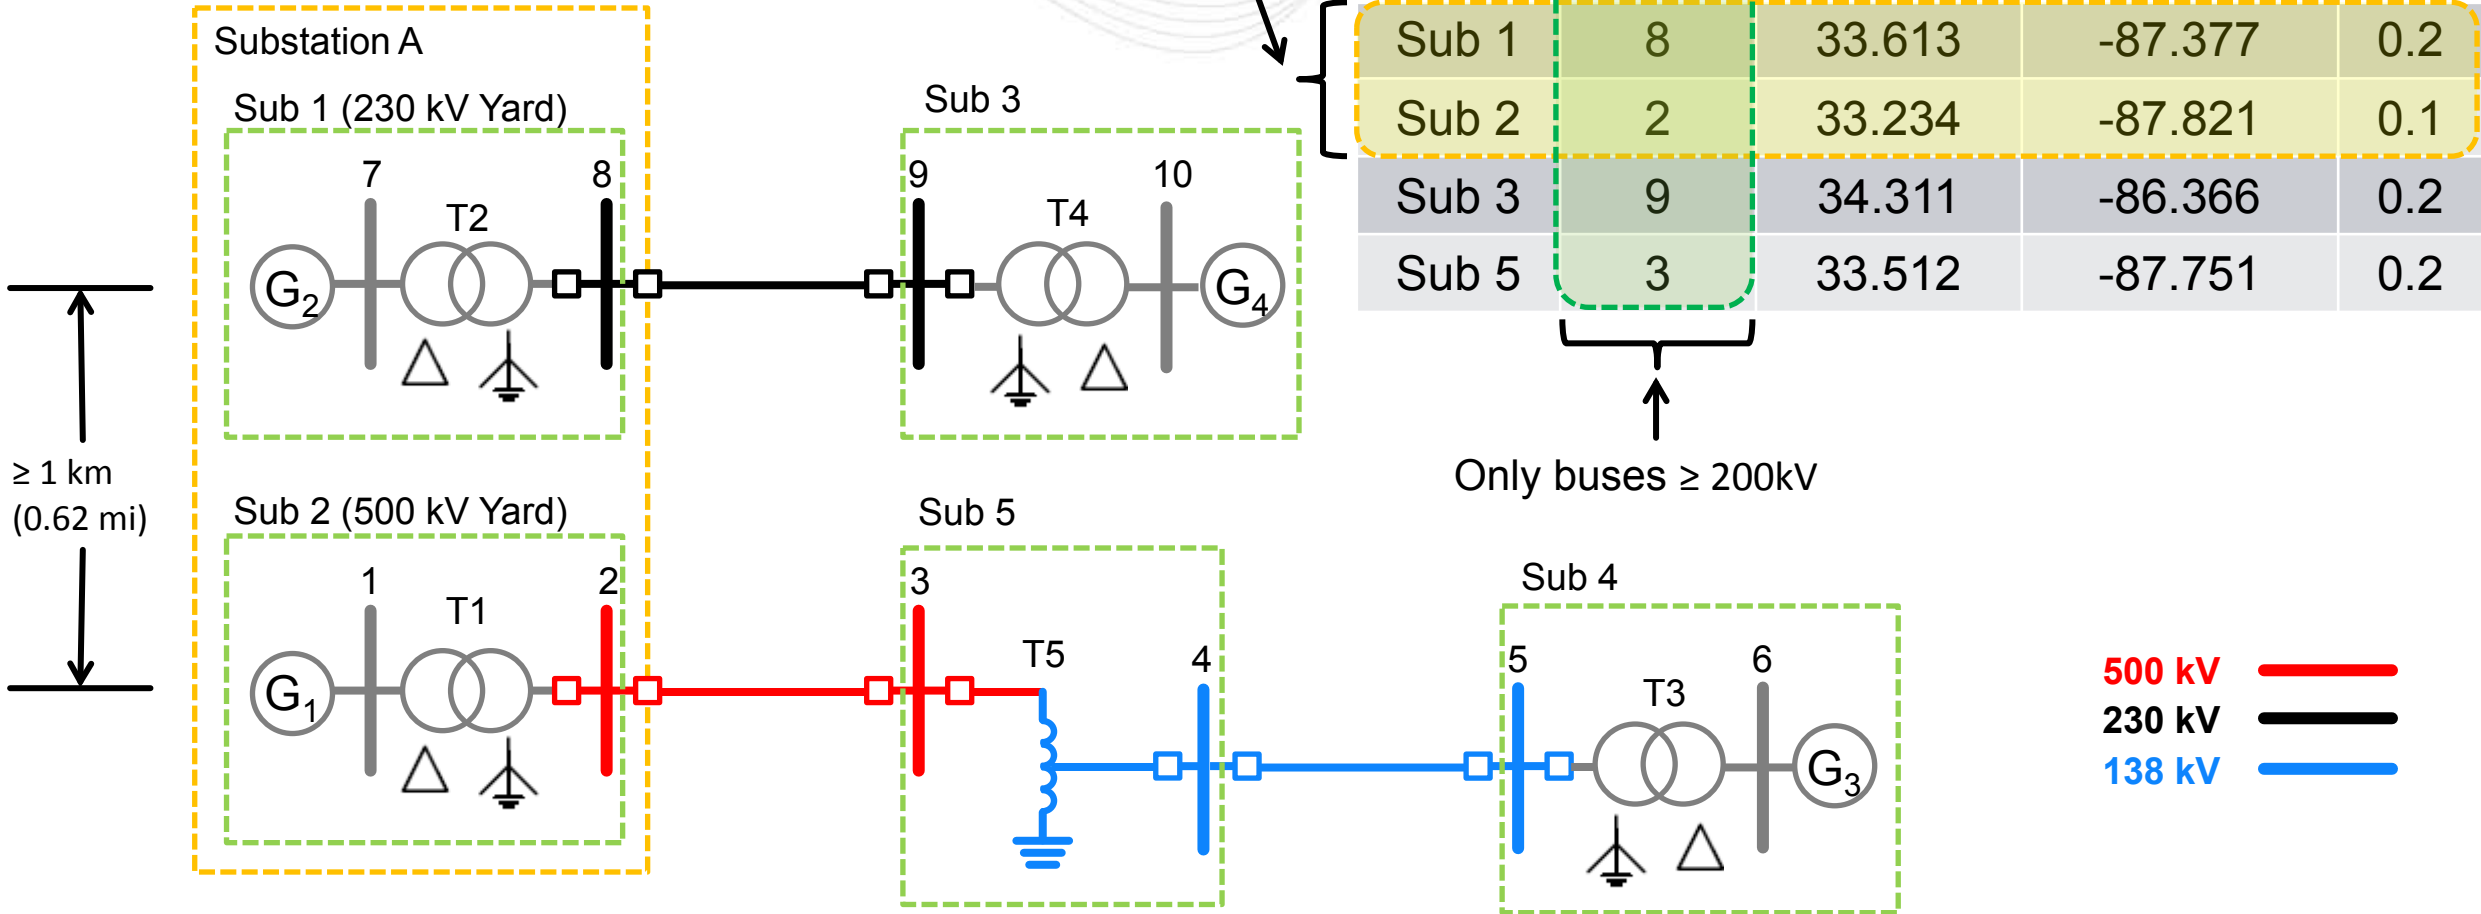 Substation A
Sub 1 (230 kV Yard)
7
T2
8
G2
Sub 3
9
T4
10
G4
≥ 1 km
(0.62 mi)
Sub 2 (500 kV Yard)
1
T1
2
G1
Sub 5
3
T5
4
Sub 4
5
T3
6
G3
Sub 1 8 33.613 -87.377 0.2
Sub 2 2 33.234 -87.821 0.1
Sub 3 9 34.311 -86.366 0.2
Sub 5 3 33.512 -87.751 0.2
Only buses ≥ 200kV
500 kV
230 kV
138 kV